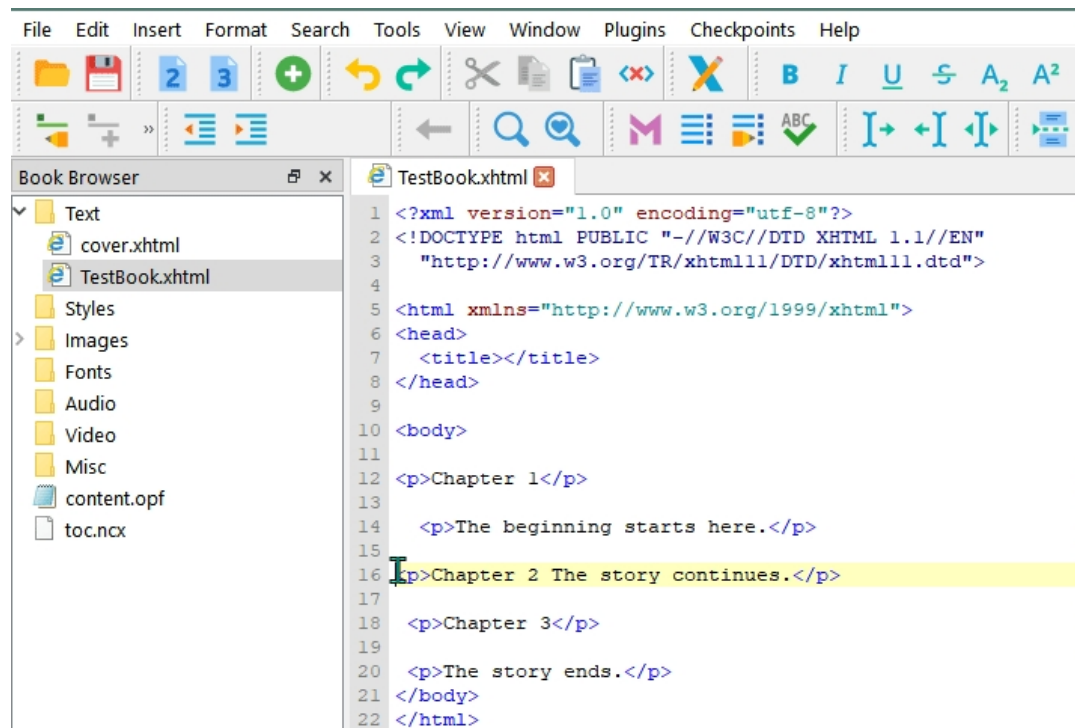 File Edit Insert Format Search Tools View Window Plugins Checkpoints Help
2 3 B I U S A2 A2
» M ABC
Book Browser
TestBook.xhtml
Text
cover.xhtml
TestBook.xhtml
Styles
Images
Fonts
Audio
Video
Misc
content.opf
toc.ncx
1 <?xml version="1.0" encoding="utf-8"?>
2 <!DOCTYPE html PUBLIC "-//W3C//DTD XHTML 1.1//EN"
3 "http://www.w3.org/TR/xhtml11/DTD/xhtml11.dtd">
4
5 <html xmlns="http://www.w3.org/1999/xhtml">
6 <head>
7 <title></title>
8 </head>
9
10 <body>
11
12 <p>Chapter 1</p>
13
14 <p>The beginning starts here.</p>
15
16 <p>Chapter 2 The story continues.</p>
17
18 <p>Chapter 3</p>
19
20 <p>The story ends.</p>
21 </body>
22 </html>